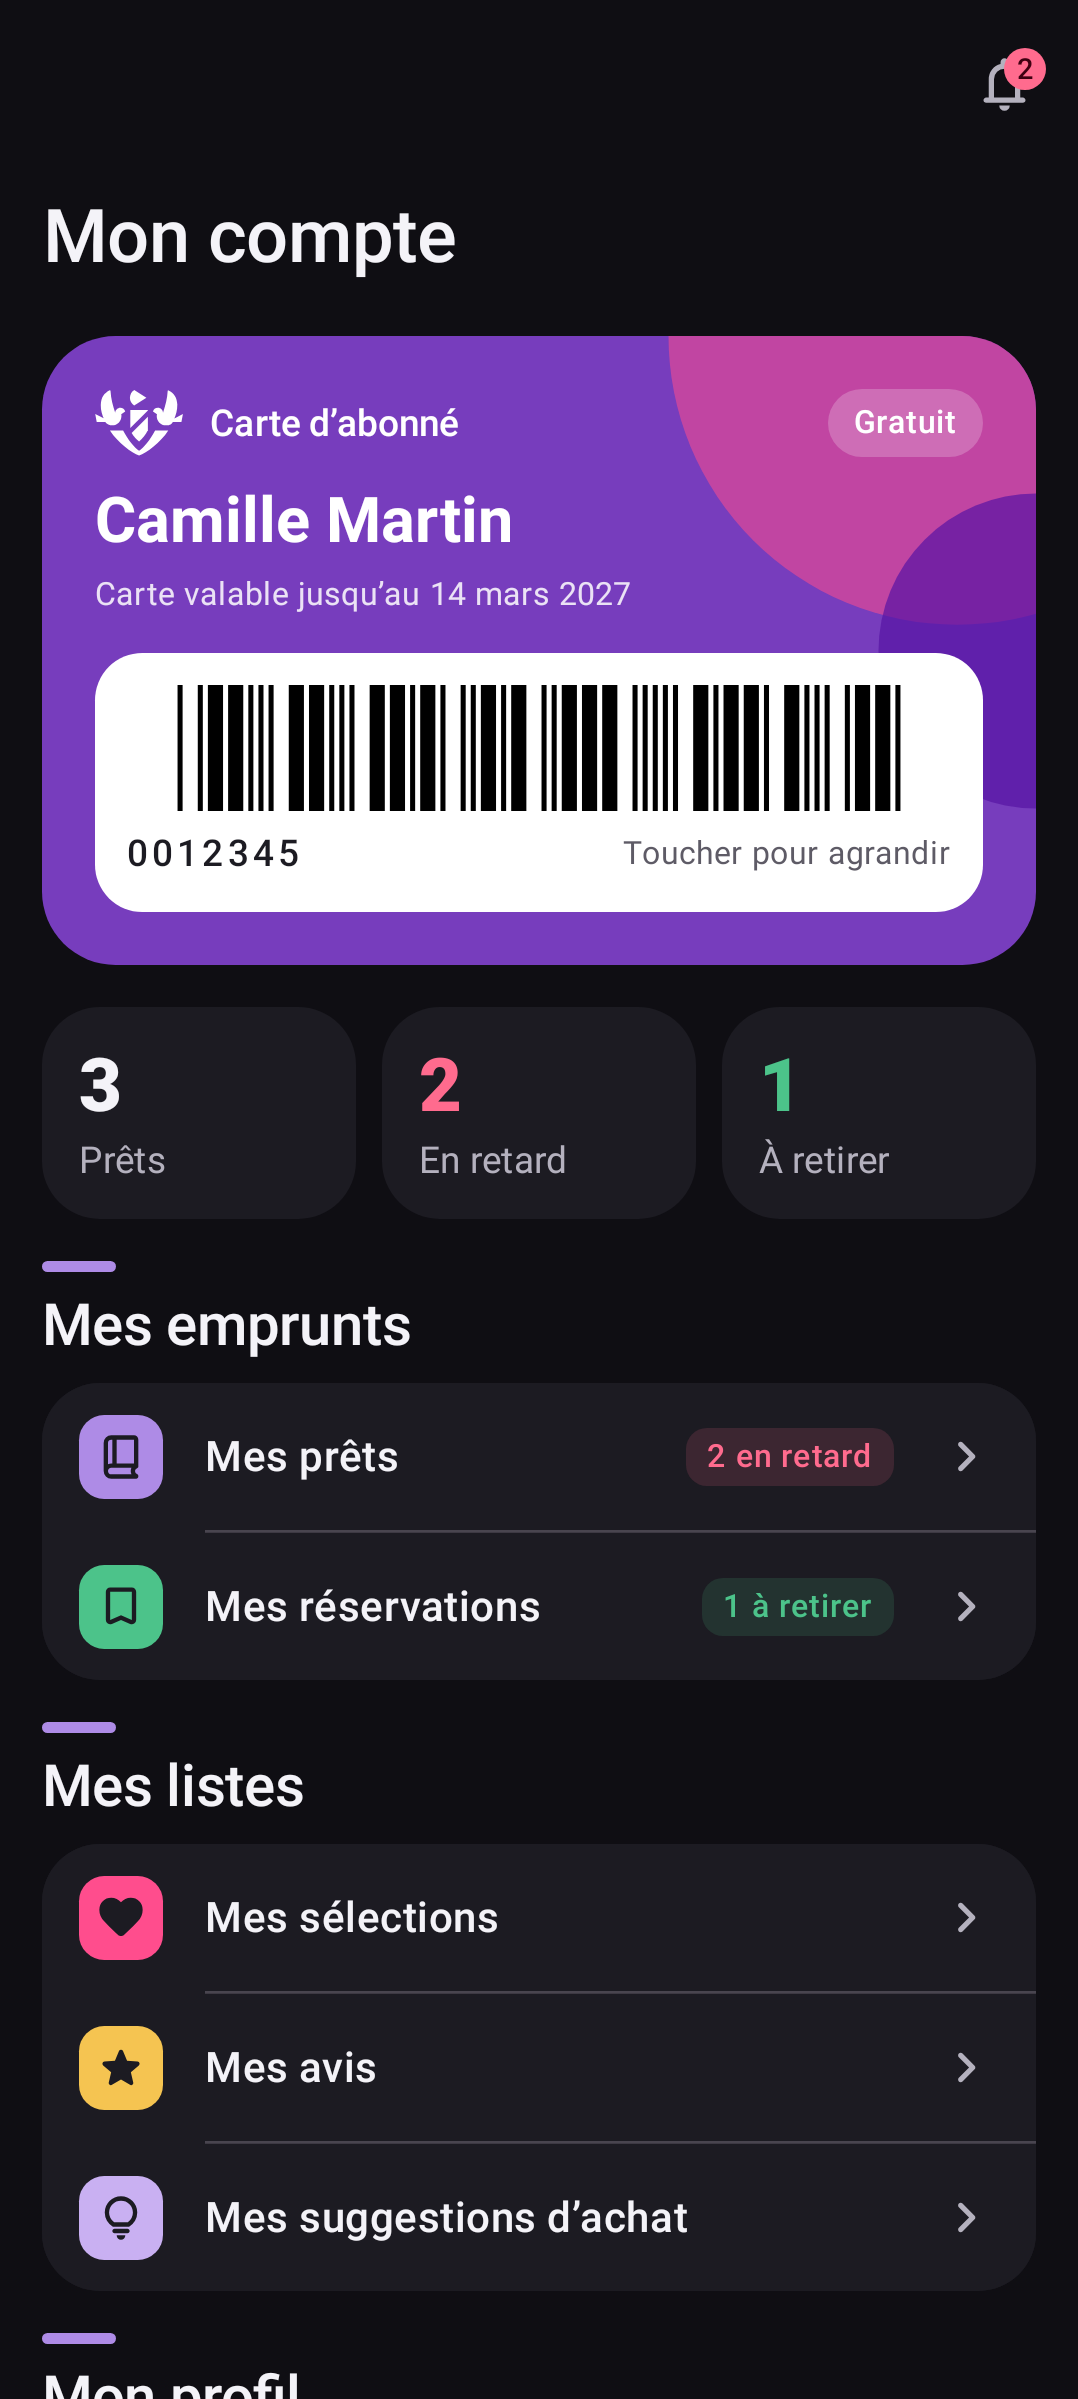 2
Mon compte
Carte d’abonné
Gratuit
Camille Martin
Carte valable jusqu’au 14 mars 2027
0012345
Toucher pour agrandir
3
Prêts
2
En retard
1
À retirer
Mes emprunts
Mes prêts
2 en retard
Mes réservations
1 à retirer
Mes listes
Mes sélections
Mes avis
Mes suggestions d’achat
Mon profil